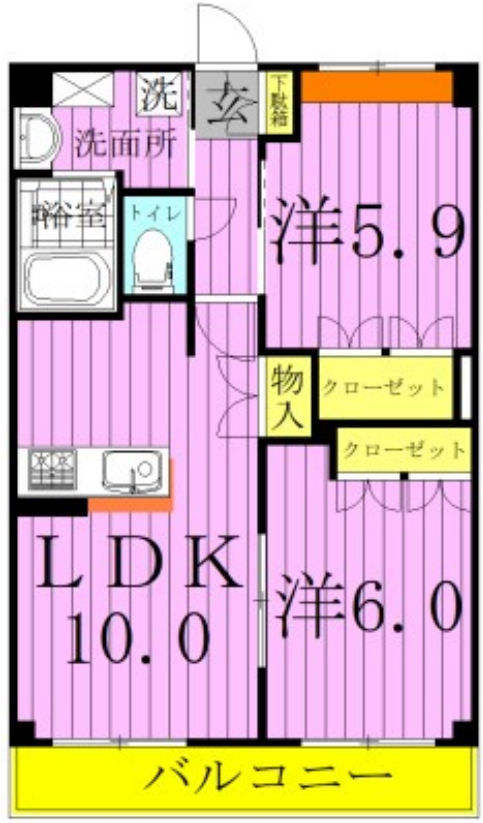 洗
玄
下駄箱
洗面所
浴室
トイレ
洋5.9
物入
クローゼット
クローゼット
LDK
10.0
洋6.0
バルコニー